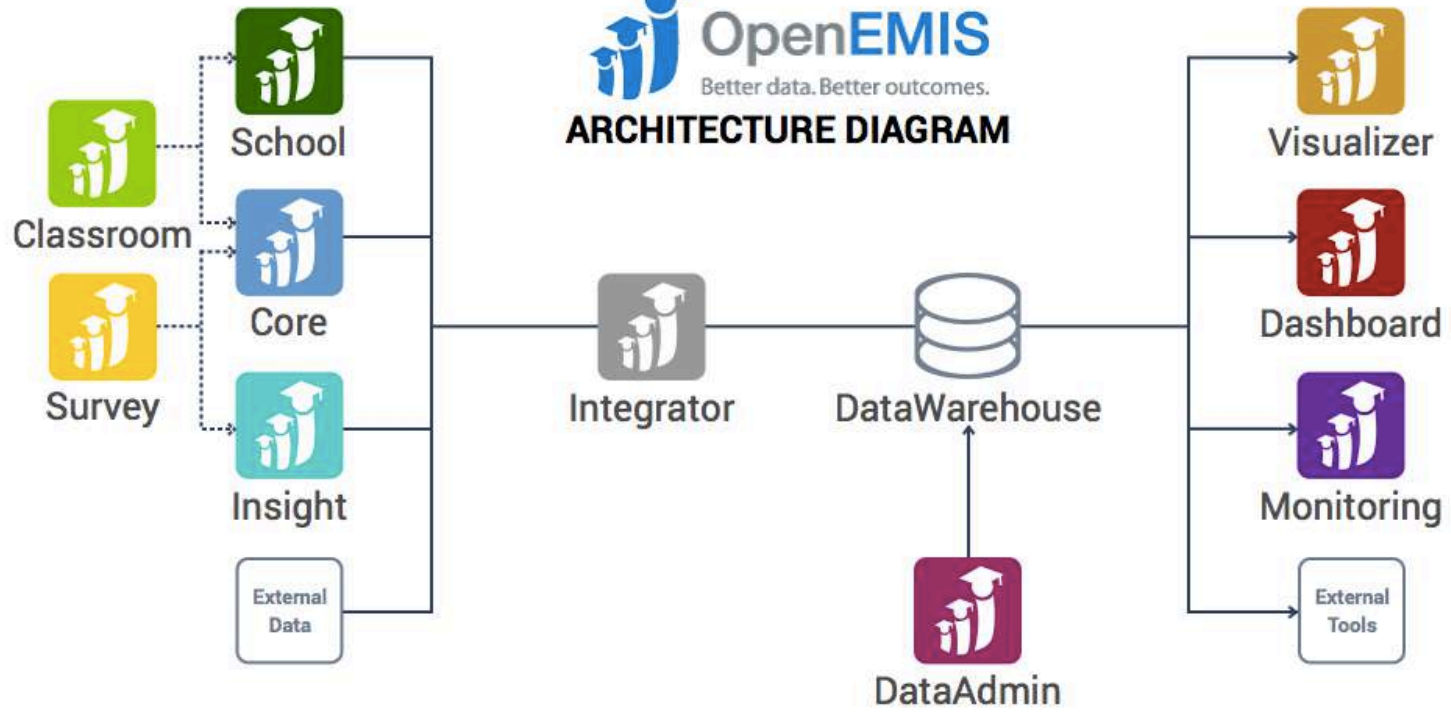 OpenEMIS
Better data. Better outcomes.
ARCHITECTURE DIAGRAM
School
Classroom
Core
Survey
Insight
External
Data
Integrator
DataWarehouse
DataAdmin
Visualizer
Dashboard
Monitoring
External
Tools